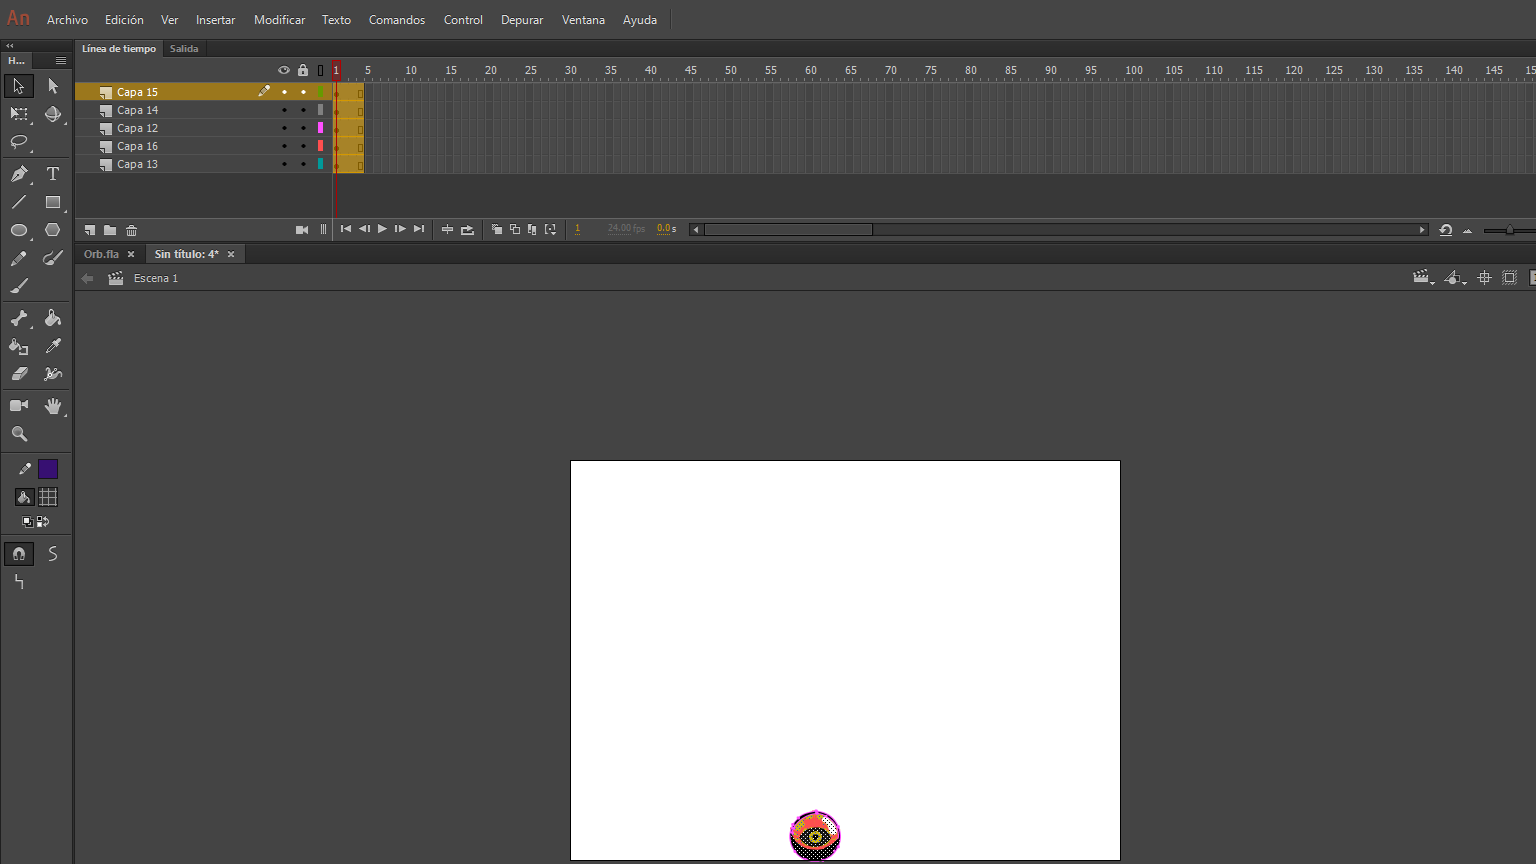 An Archivo Edición Ver Insertar Modificar Texto Comandos Control Depurar Ventana Ayuda
H...
Línea de tiempo Salida
1 5 10 15 20 25 30 35 40 45 50 55 60 65 70 75 80 85 90 95 100 105 110 115 120 125 130 135 140 145
Capa 15
Capa 14
Capa 12
Capa 16
Capa 13
1 24.00 fps 0.0 s
Orb.fla Sin título: 4*
Escena 1